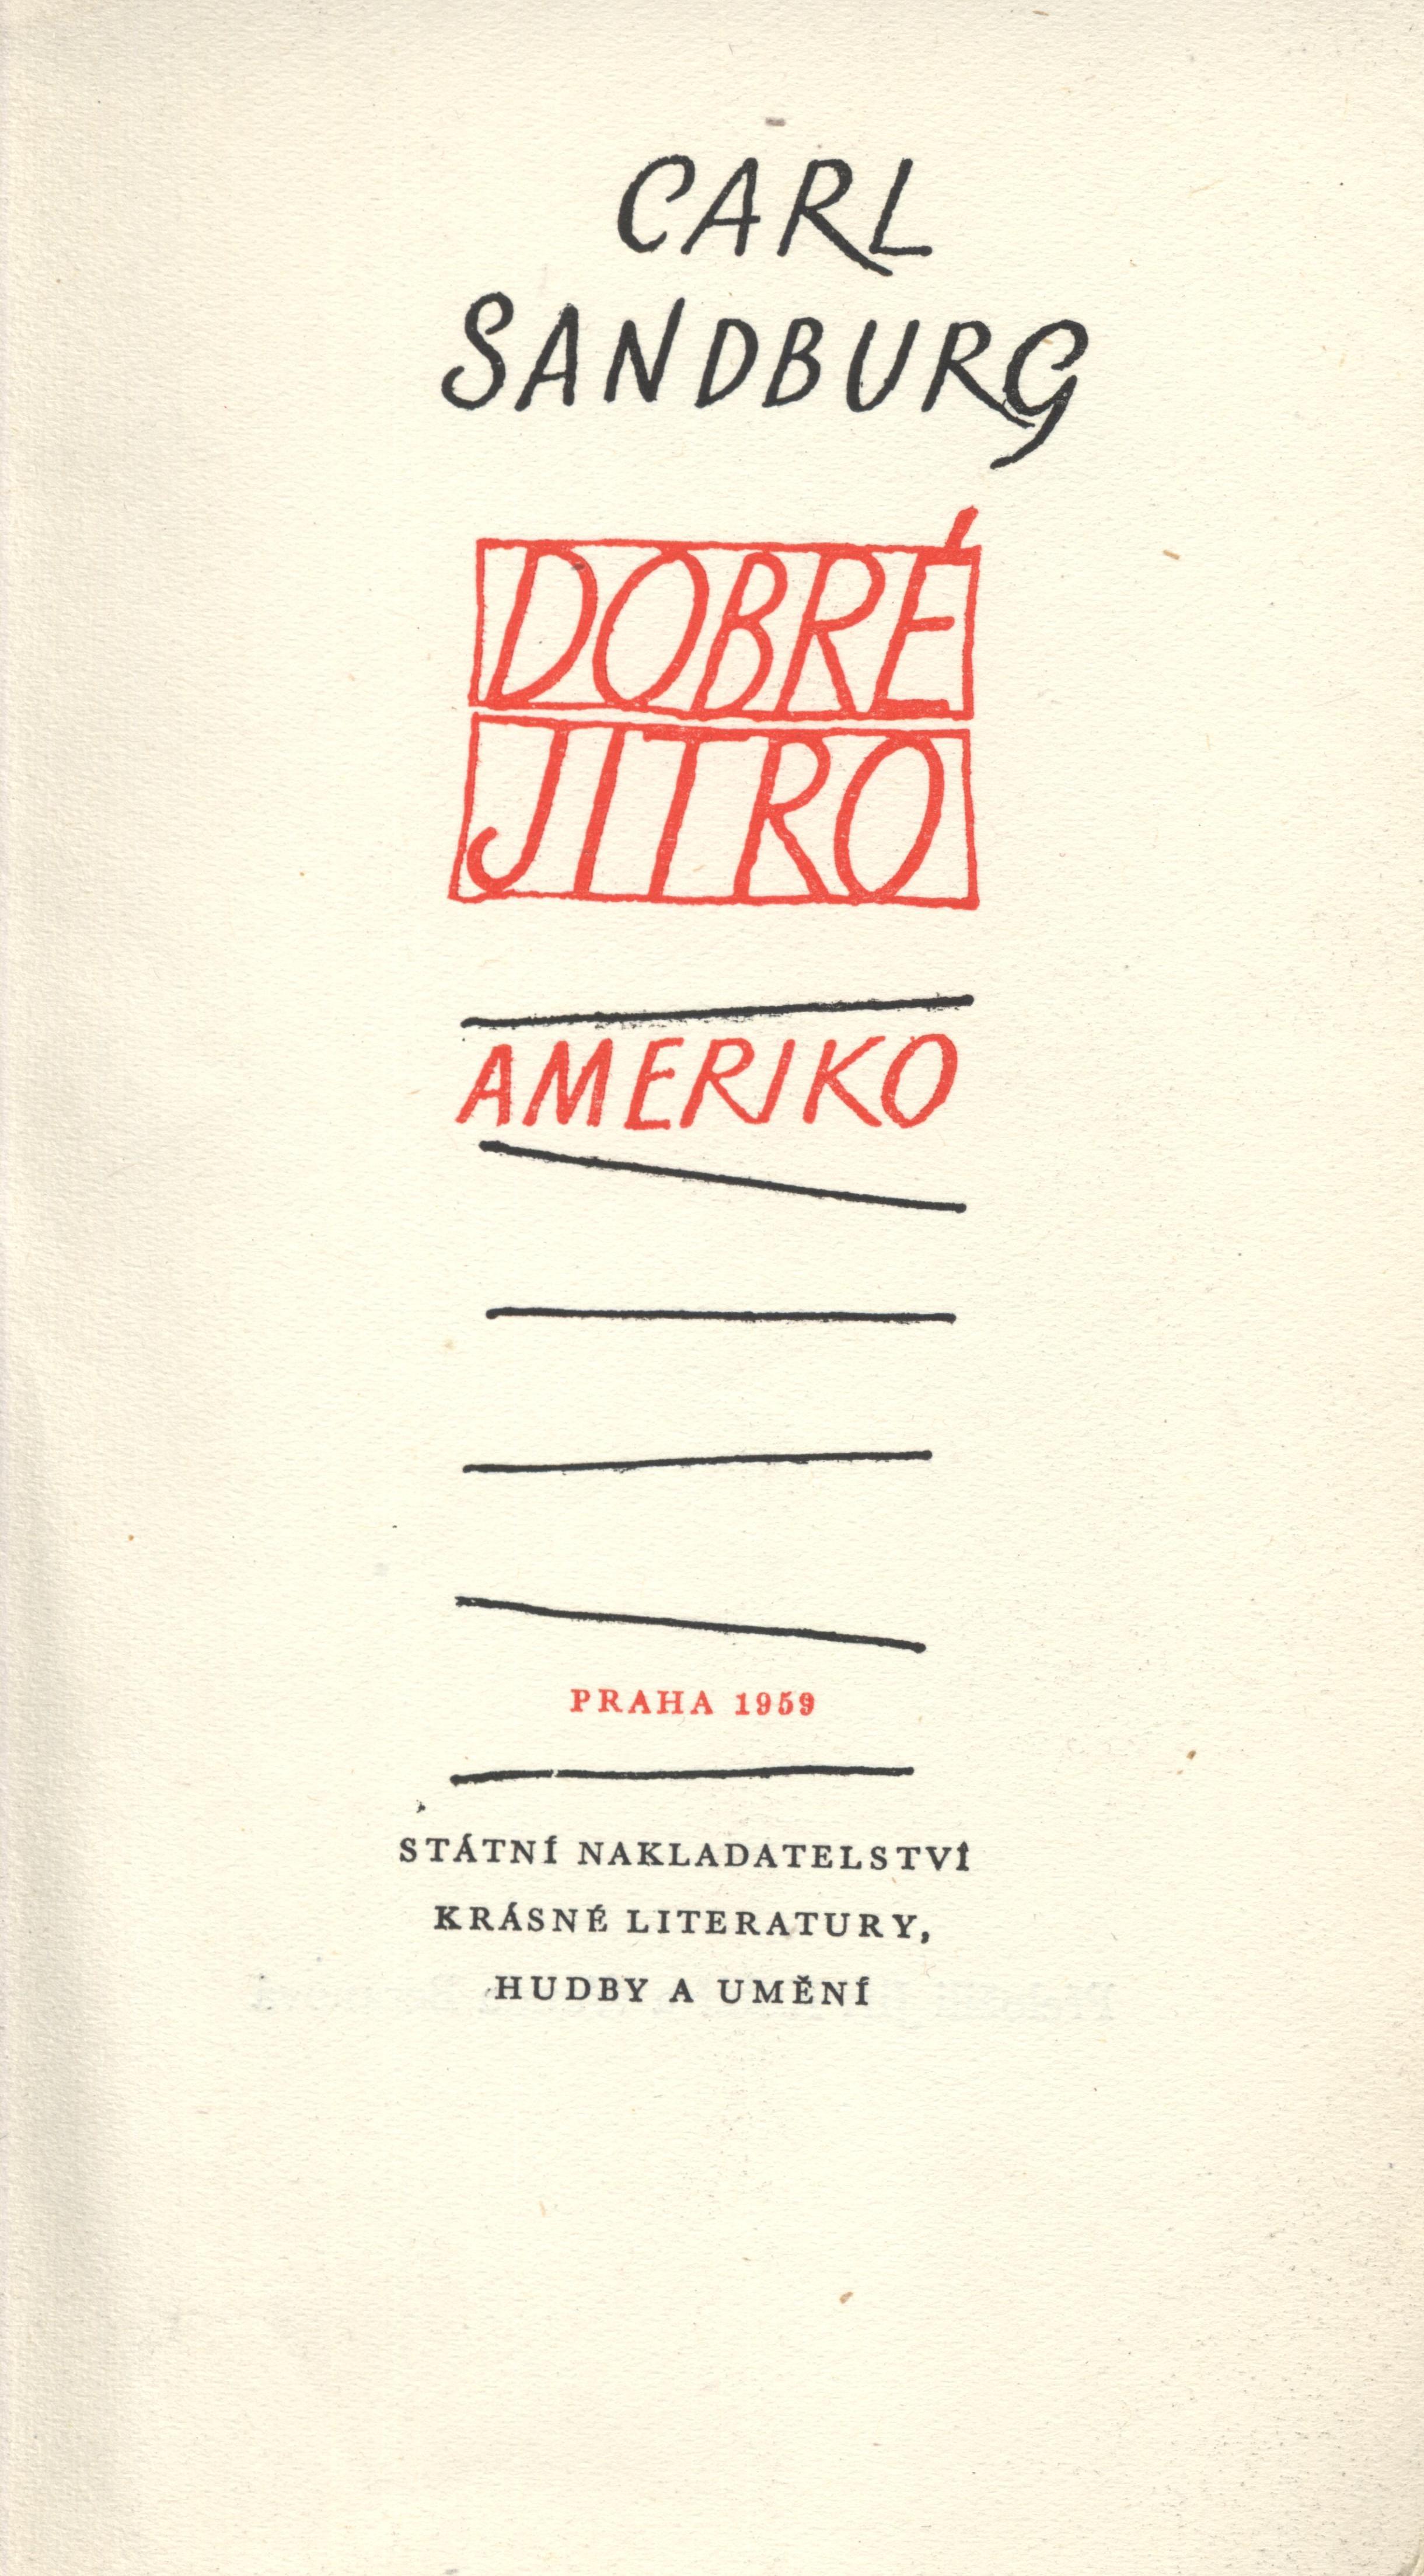 CARL
SANDBURG
DOBRÉ
JITRO
AMERIKO
PRAHA 1959
STÁTNÍ NAKLADATELSTVÍ
KRÁSNÉ LITERATURY,
HUDBY A UMĚNÍ